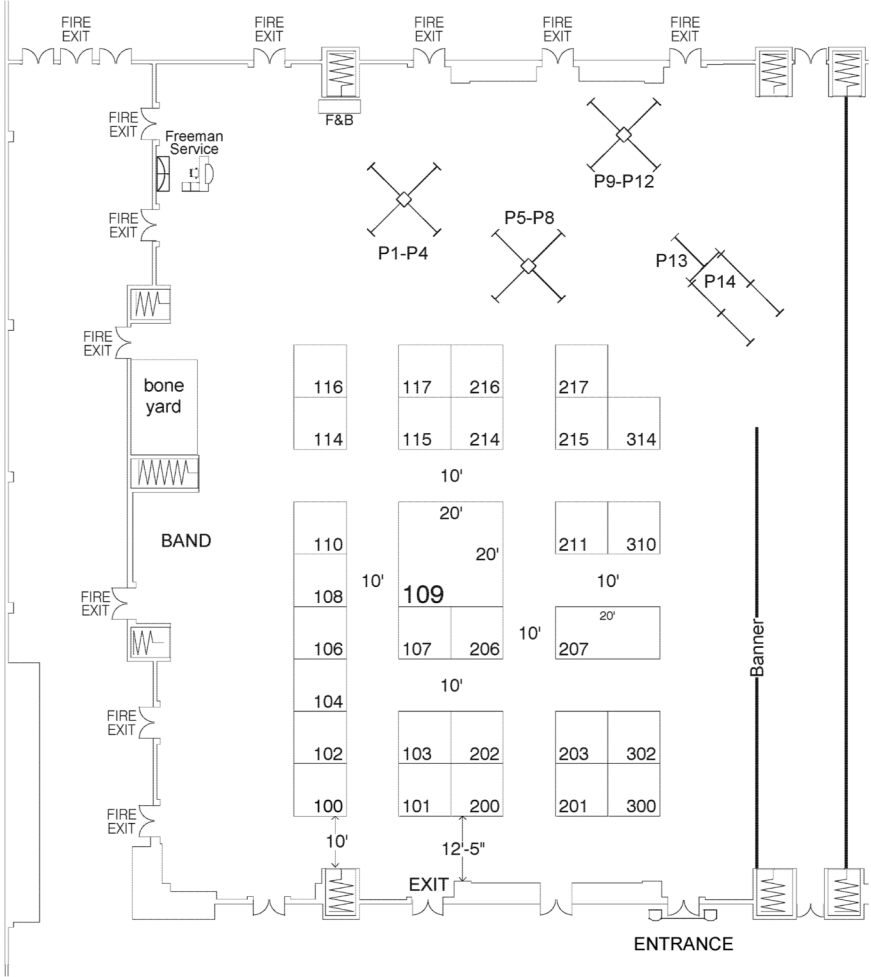 FIRE
EXIT
FIRE
EXIT
FIRE
EXIT
FIRE
EXIT
FIRE
EXIT
FIRE
EXIT
F&B
Freeman
Service
P9-P12
FIRE
EXIT
P5-P8
P1-P4
P13
P14
FIRE
EXIT
bone
yard
116
117
216
217
114
115
214
215
314
10'
20'
BAND
110
20'
211
310
10'
10'
108
109
FIRE
EXIT
20'
10'
106
107
206
207
Banner
10'
104
FIRE
EXIT
102
103
202
203
302
100
101
200
201
300
FIRE
EXIT
10'
12'-5"
EXIT
ENTRANCE